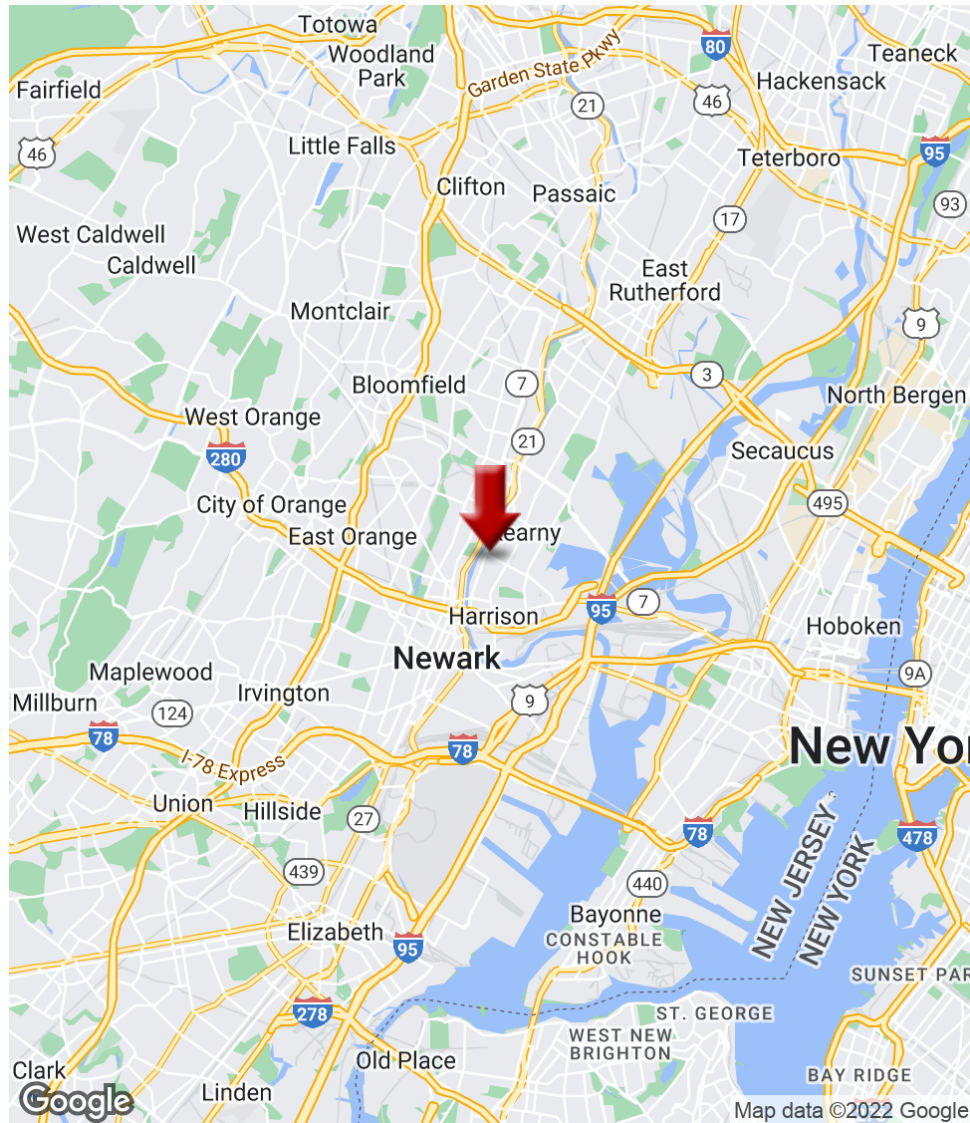 Totowa
Woodland
Park
80
Teaneck
Garden State Pkwy
Hackensack
Fairfield
21
46
46
Little Falls
Teterboro
95
Clifton
Passaic
93
17
West Caldwell
Caldwell
East
Rutherford
Montclair
9
Bloomfield
7
3
North Bergen
West Orange
21
Secaucus
280
City of Orange
495
East Orange
earny
Harrison
95
7
Hoboken
Newark
9A
Maplewood
Irvington
Millburn
124
9
78
78
New Yor
I-78 Express
Union
Hillside
27
78
478
439
440
NEW JERSEY
NEW YORK
Bayonne
Elizabeth
CONSTABLE
HOOK
95
SUNSET PAR
278
ST. GEORGE
WEST NEW
BRIGHTON
Old Place
Clark
BAY RIDGE
Linden
Google
Map data ©2022 Google